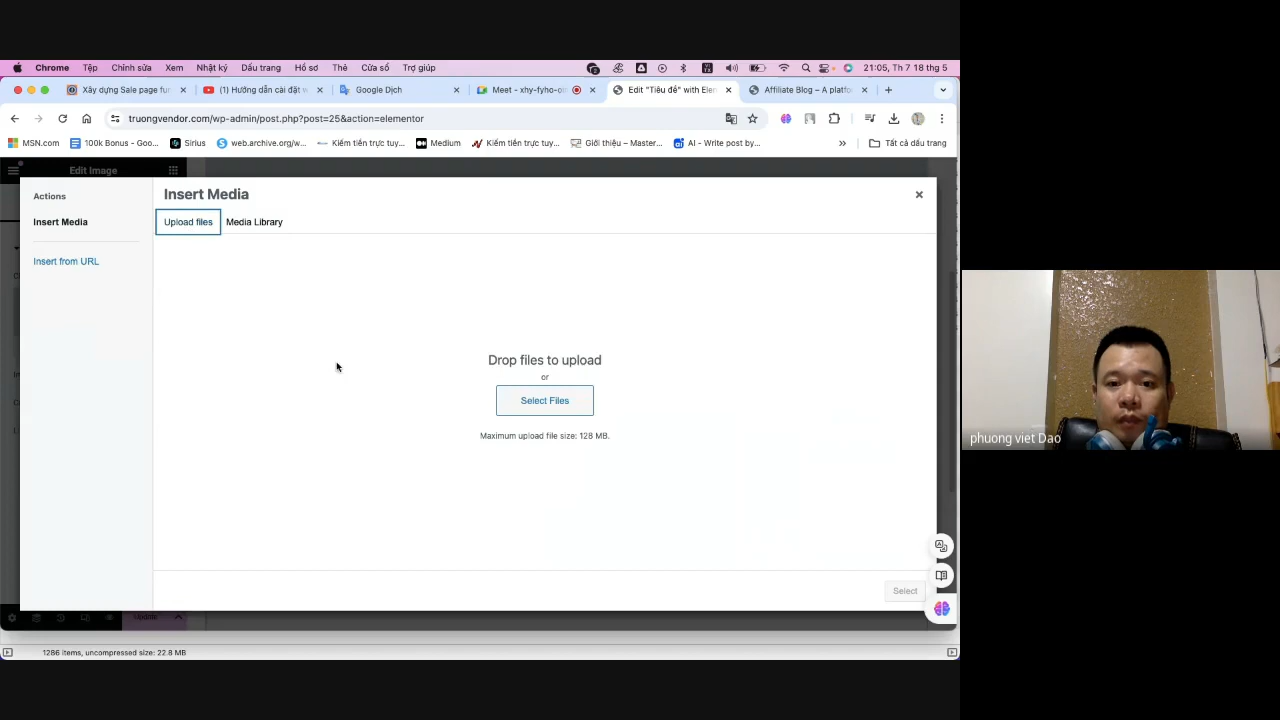 Chrome Tệp Chỉnh sửa Xem Nhật ký Dấu trang Hồ sơ Thẻ Cửa sổ Trợ giúp 21:05, Th 7 18 thg 5
Xây dựng Sale page fun (1) Hướng dẫn cài đặt w Google Dịch Meet - xhy-fyho-on Edit "Tiêu đề" with Elen Affiliate Blog – A platfo
truongvendor.com/wp-admin/post.php?post=25&action=elementor
MSN.com 100k Bonus - Goo... Sirius web.archive.org/w... Kiếm tiền trực tuy... Medium Kiếm tiền trực tuy... Giới thiệu – Master... AI - Write post by... Tất cả dấu trang
Edit Image
Actions
Insert Media
Insert from URL
Insert Media
Upload files Media Library
Drop files to upload
or
Select Files
Maximum upload file size: 128 MB.
Select
Update
1286 items, uncompressed size: 22.8 MB
phuong viet Dao